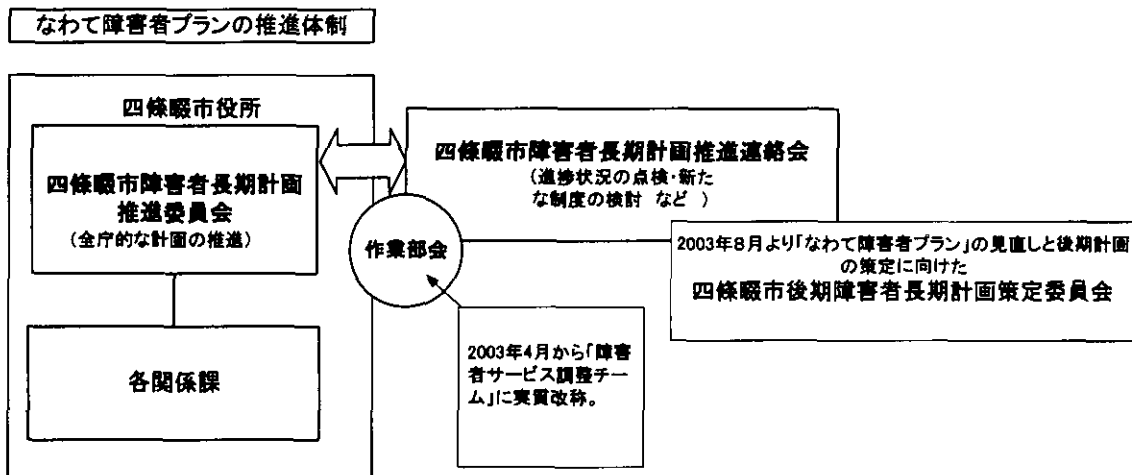 なわて障害者プランの推進体制
四條畷市役所
四條畷市障害者長期計画
推進委員会
(全庁的な計画の推進)
各関係課
四條畷市障害者長期計画推進連絡会
(進捗状況の点検・新た
な制度の検討 など )
作業部会
2003年4月から「障害
者サービス調整チー
ム」に実質改称。
2003年8月より「なわて障害者プラン」の見直しと後期計画
の策定に向けた
四條畷市後期障害者長期計画策定委員会